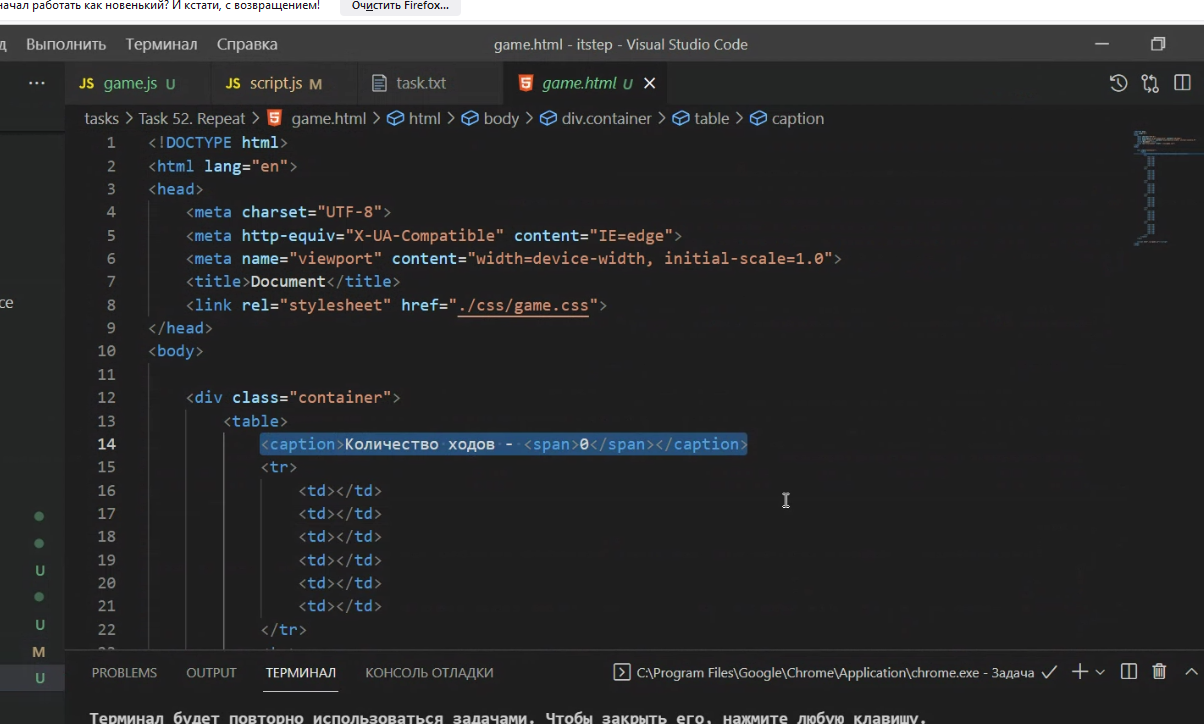 начал работать как новенький? И кстати, с возвращением! Очистить Firefox...
Выполнить Терминал Справка game.html - itstep - Visual Studio Code
... JS game.js U JS script.js M task.txt game.html U
tasks > Task 52. Repeat > game.html > html > body > div.container > table > caption
1 <!DOCTYPE html>
2 <html lang="en">
3 <head>
4 <meta charset="UTF-8">
5 <meta http-equiv="X-UA-Compatible" content="IE=edge">
6 <meta name="viewport" content="width=device-width, initial-scale=1.0">
7 <title>Document</title>
8 <link rel="stylesheet" href="./css/game.css">
9 </head>
10 <body>
11
12 <div class="container">
13 <table>
14 <caption>Количество ходов - <span>0</span></caption>
15 <tr>
16 <td></td>
17 <td></td>
18 <td></td>
19 <td></td>
20 <td></td>
21 <td></td>
22 </tr>
ce
U
U
M
U
PROBLEMS OUTPUT ТЕРМИНАЛ КОНСОЛЬ ОТЛАДКИ C:\Program Files\Google\Chrome\Application\chrome.exe - Задача
Терминал будет повторно использоваться задачами. Чтобы закрыть его, нажмите любую клавишу.